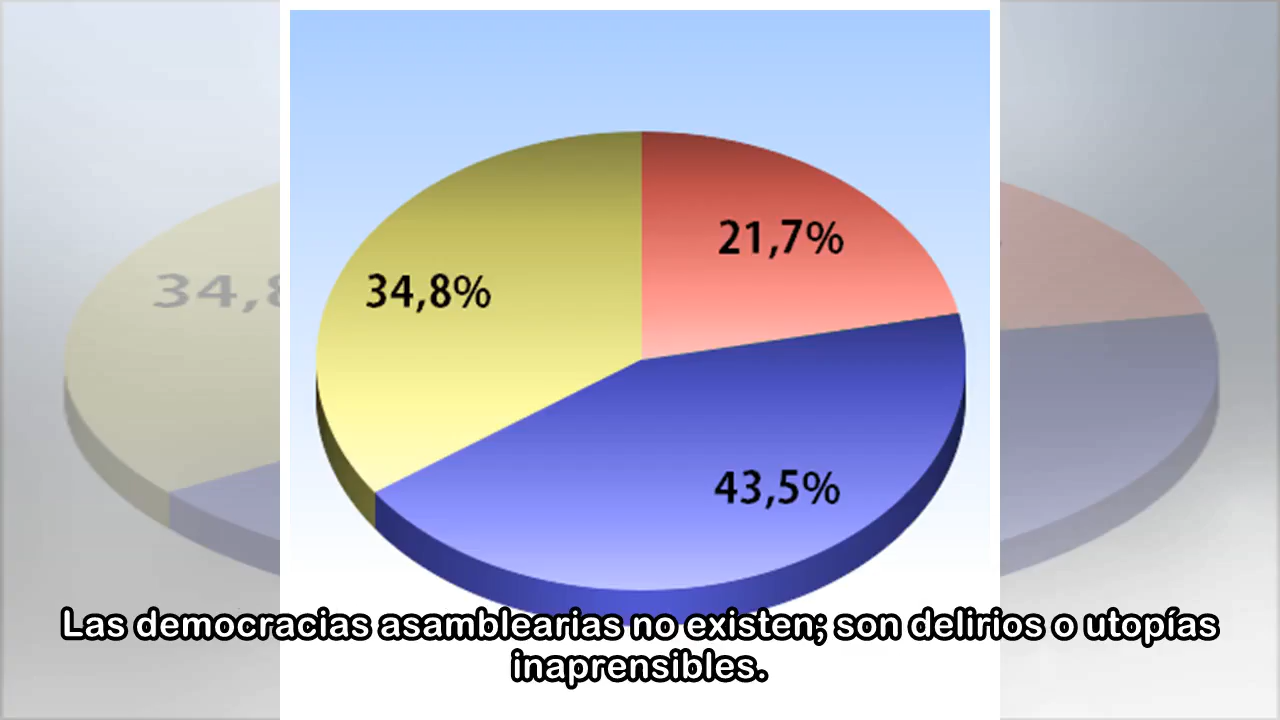 21,7%
34,8%
43,5%
Las democracias asamblearias no existen; son delirios o utopías
inaprensibles.